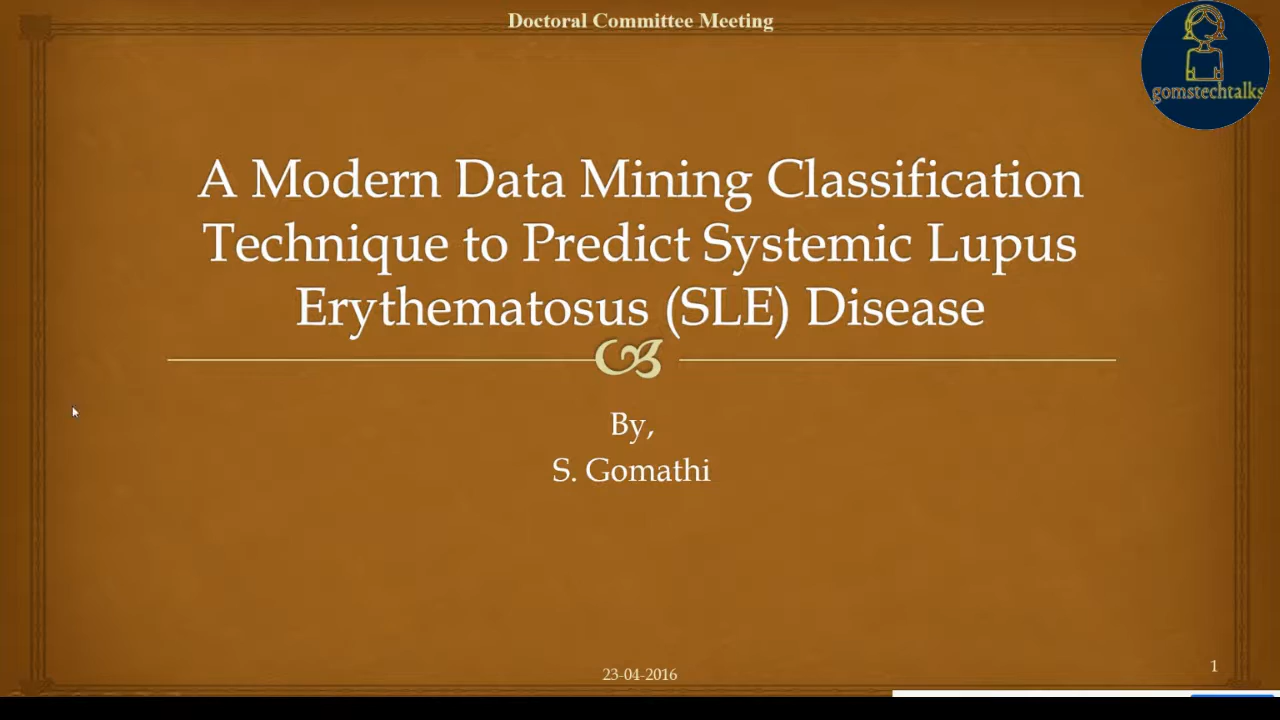 Doctoral Committee Meeting
gomstechtalks
A Modern Data Mining Classification
Technique to Predict Systemic Lupus
Erythematosus (SLE) Disease
By,
S. Gomathi
23-04-2016
1